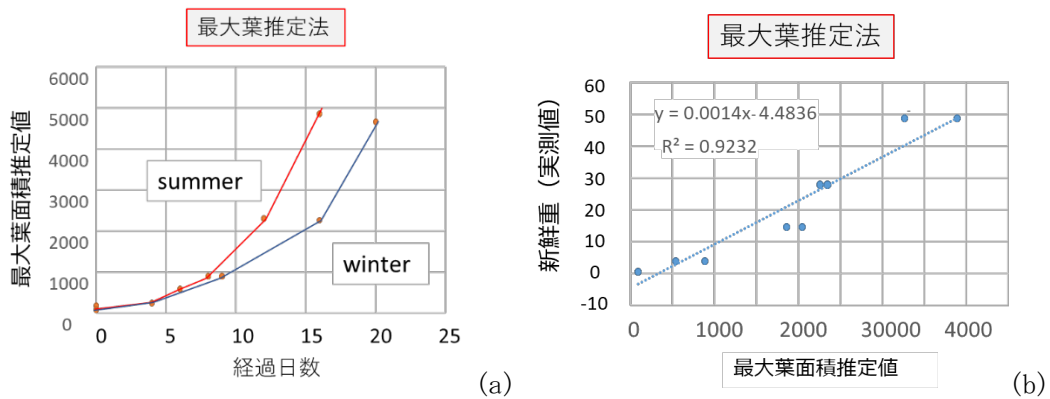 最大葉推定法
6000
5000
4000
3000
2000
1000
0
最大葉面積推定値
summer
winter
0 5 10 15 20 25
経過日数
(a)
最大葉推定法
60
50
40
30
20
10
0
-10
新鮮重（実測値）
y = 0.0014x- 4.4836
R² = 0.9232
0 1000 2000 30000 4000
最大葉面積推定値
(b)